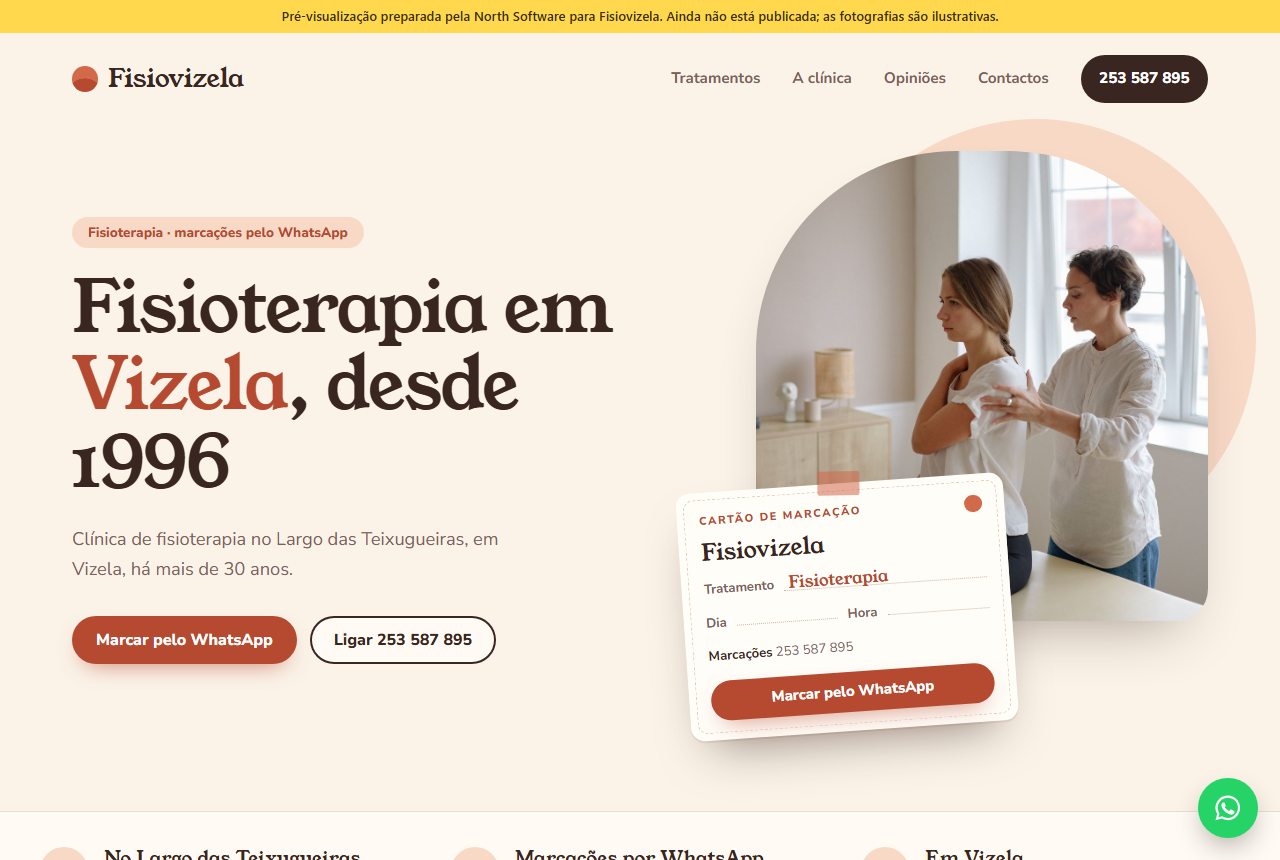 Pré-visualização preparada pela North Software para Fisiovizela. Ainda não está publicada; as fotografias são ilustrativas.
Fisiovizela
Tratamentos
A clínica
Opiniões
Contactos
253 587 895
Fisioterapia · marcações pelo WhatsApp
Fisioterapia em
Vizela, desde
1996
Clínica de fisioterapia no Largo das Teixugueiras, em
Vizela, há mais de 30 anos.
Marcar pelo WhatsApp
Ligar 253 587 895
CARTÃO DE MARCAÇÃO
Fisiovizela
Tratamento Fisioterapia
Dia Hora
Marcações 253 587 895
Marcar pelo WhatsApp
No Largo das Teixugueiras
Marcações por WhatsApp
Em Vizela